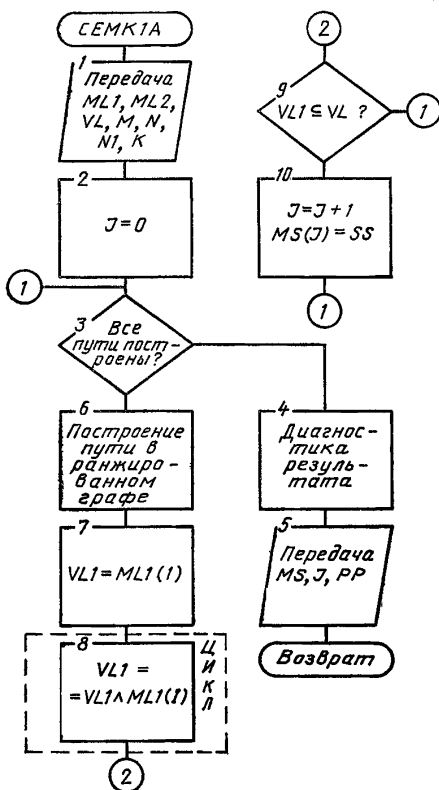 СЕМК1А
1
Передача
ML1, ML2,
VL, M, N,
N1, K
2
J=0
1
3
Все
пути пост-
роены?
6
Построение
пути в
ранжиро-
ванном
графе
7
VL1=ML1(1)
8
VL1=
=VL1∧ML1(I)
ЦИКЛ
2
2
9
VL1≤VL ?
1
10
J=J+1
MS(J)=SS
1
4
Диагнос-
тика
резуль-
тата
5
Передача
MS, J, PP
Возврат